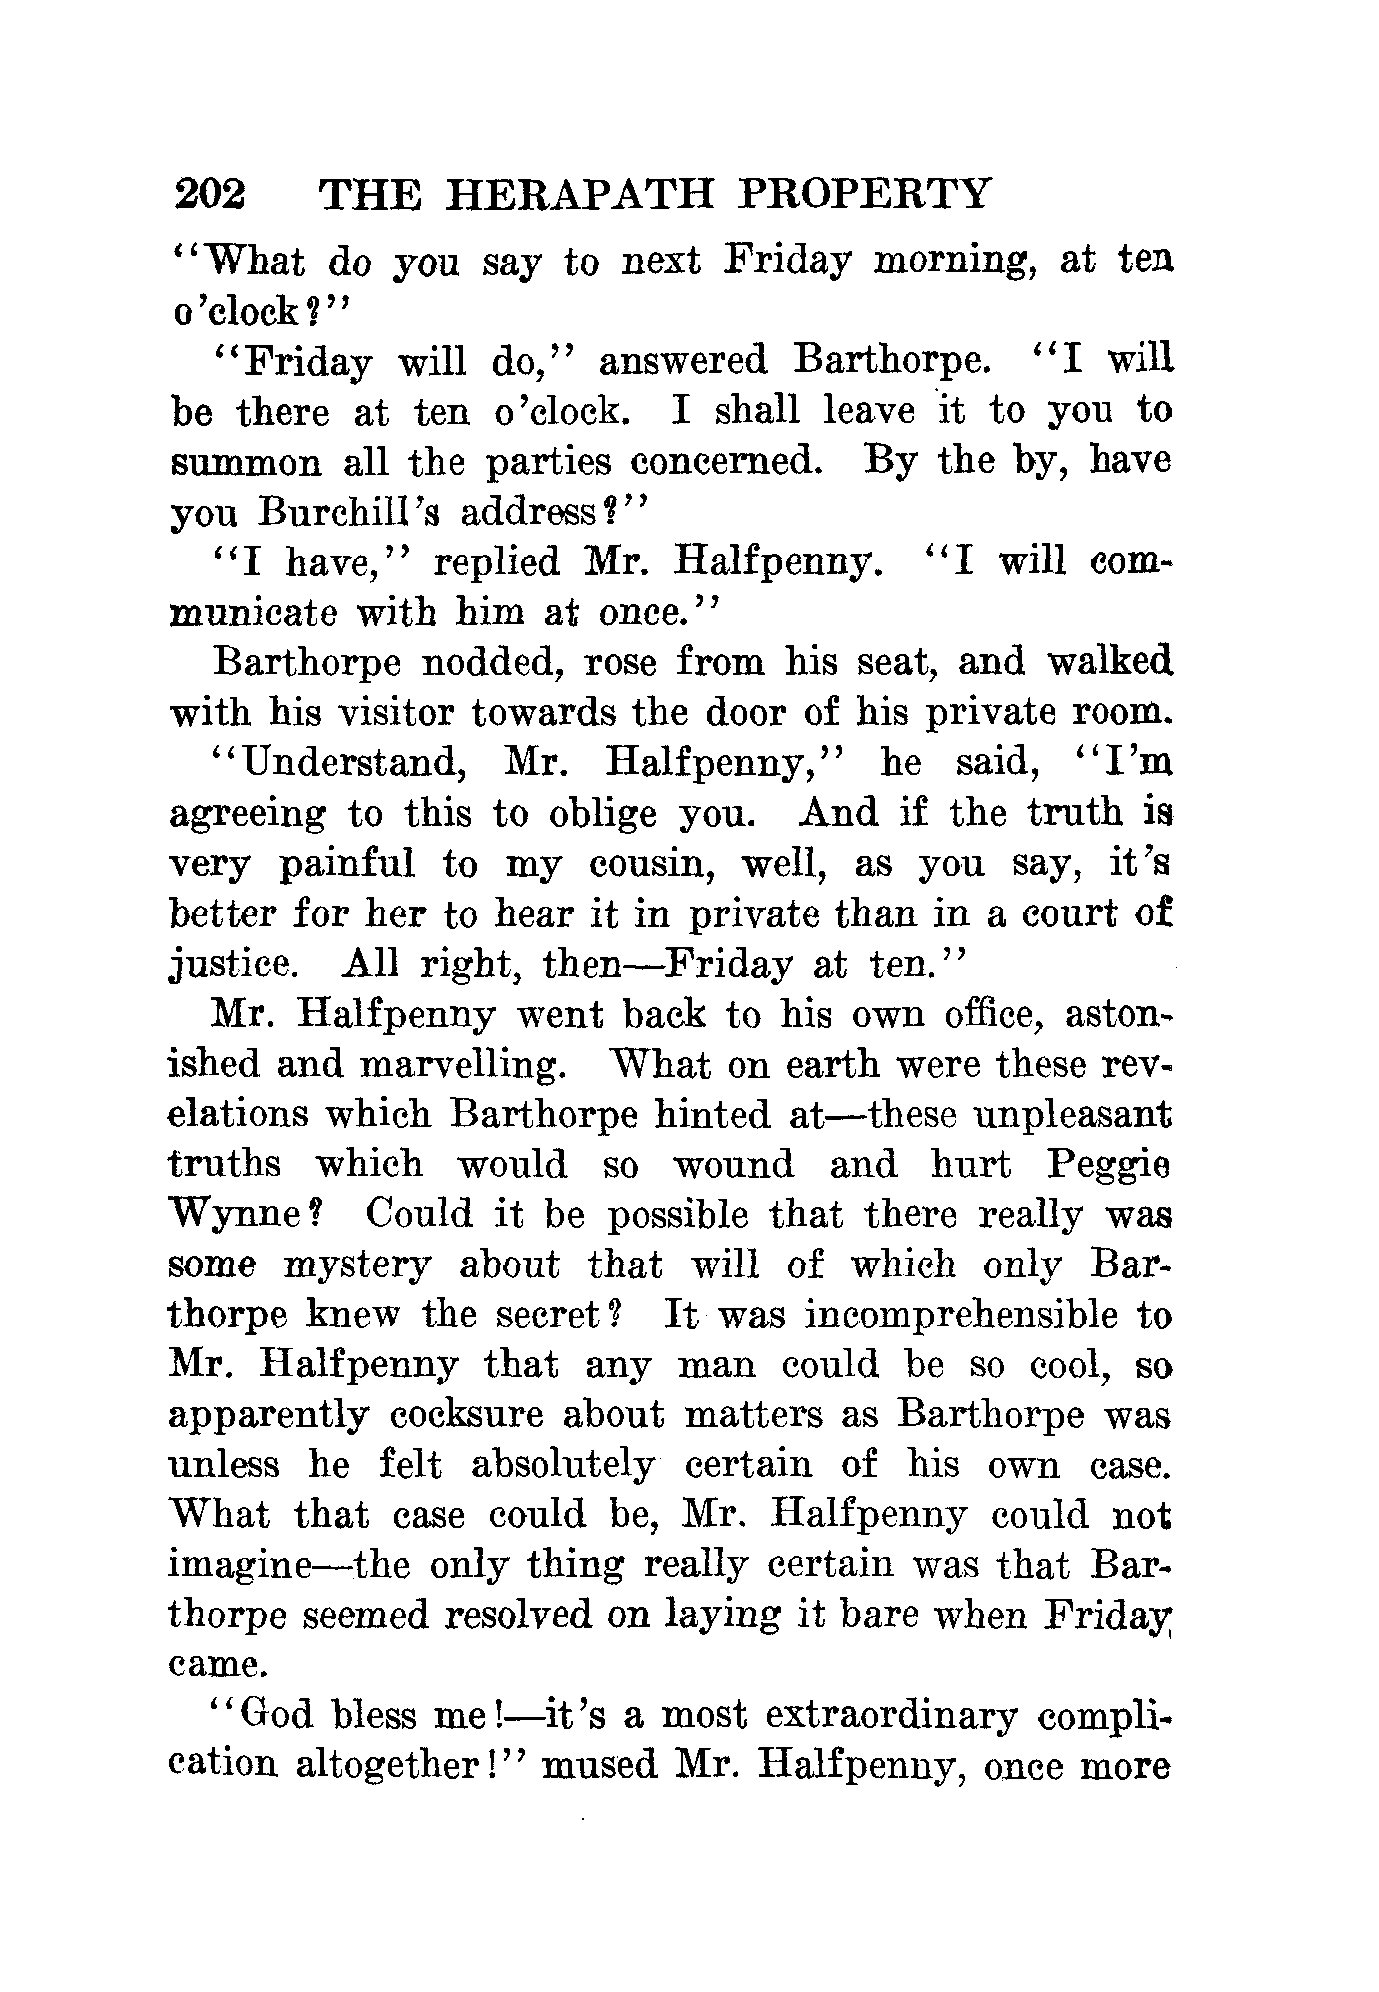 202 THE HERAPATH PROPERTY
"What do you say to next Friday morning, at ten
o'clock?"
"Friday will do," answered Barthorpe. "I will
be there at ten o'clock. I shall leave it to you to
summon all the parties concerned. By the by, have
you Burchill's address?"
"I have," replied Mr. Halfpenny. "I will com-
municate with him at once."
Barthorpe nodded, rose from his seat, and walked
with his visitor towards the door of his private room.
"Understand, Mr. Halfpenny," he said, "I'm
agreeing to this to oblige you. And if the truth is
very painful to my cousin, well, as you say, it's
better for her to hear it in private than in a court of
justice. All right, then—Friday at ten."
Mr. Halfpenny went back to his own office, aston-
ished and marvelling. What on earth were these rev-
elations which Barthorpe hinted at—these unpleasant
truths which would so wound and hurt Peggie
Wynne? Could it be possible that there really was
some mystery about that will of which only Bar-
thorpe knew the secret? It was incomprehensible to
Mr. Halfpenny that any man could be so cool, so
apparently cocksure about matters as Barthorpe was
unless he felt absolutely certain of his own case.
What that case could be, Mr. Halfpenny could not
imagine—the only thing really certain was that Bar-
thorpe seemed resolved on laying it bare when Friday
came.
"God bless me!—it's a most extraordinary compli-
cation altogether!" mused Mr. Halfpenny, once more